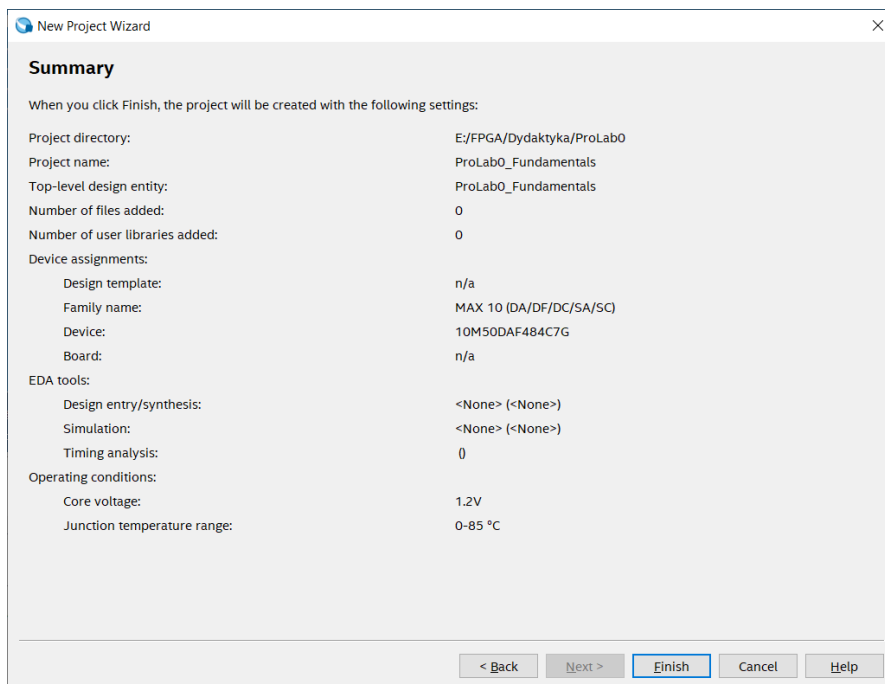 New Project Wizard
Summary
When you click Finish, the project will be created with the following settings:
Project directory: E:/FPGA/Dydaktyka/ProLab0
Project name: ProLab0_Fundamentals
Top-level design entity: ProLab0_Fundamentals
Number of files added: 0
Number of user libraries added: 0
Device assignments:
Design template: n/a
Family name: MAX 10 (DA/DF/DC/SA/SC)
Device: 10M50DAF484C7G
Board: n/a
EDA tools:
Design entry/synthesis: <None> (<None>)
Simulation: <None> (<None>)
Timing analysis: ()
Operating conditions:
Core voltage: 1.2V
Junction temperature range: 0-85 °C
< Back Next > Finish Cancel Help